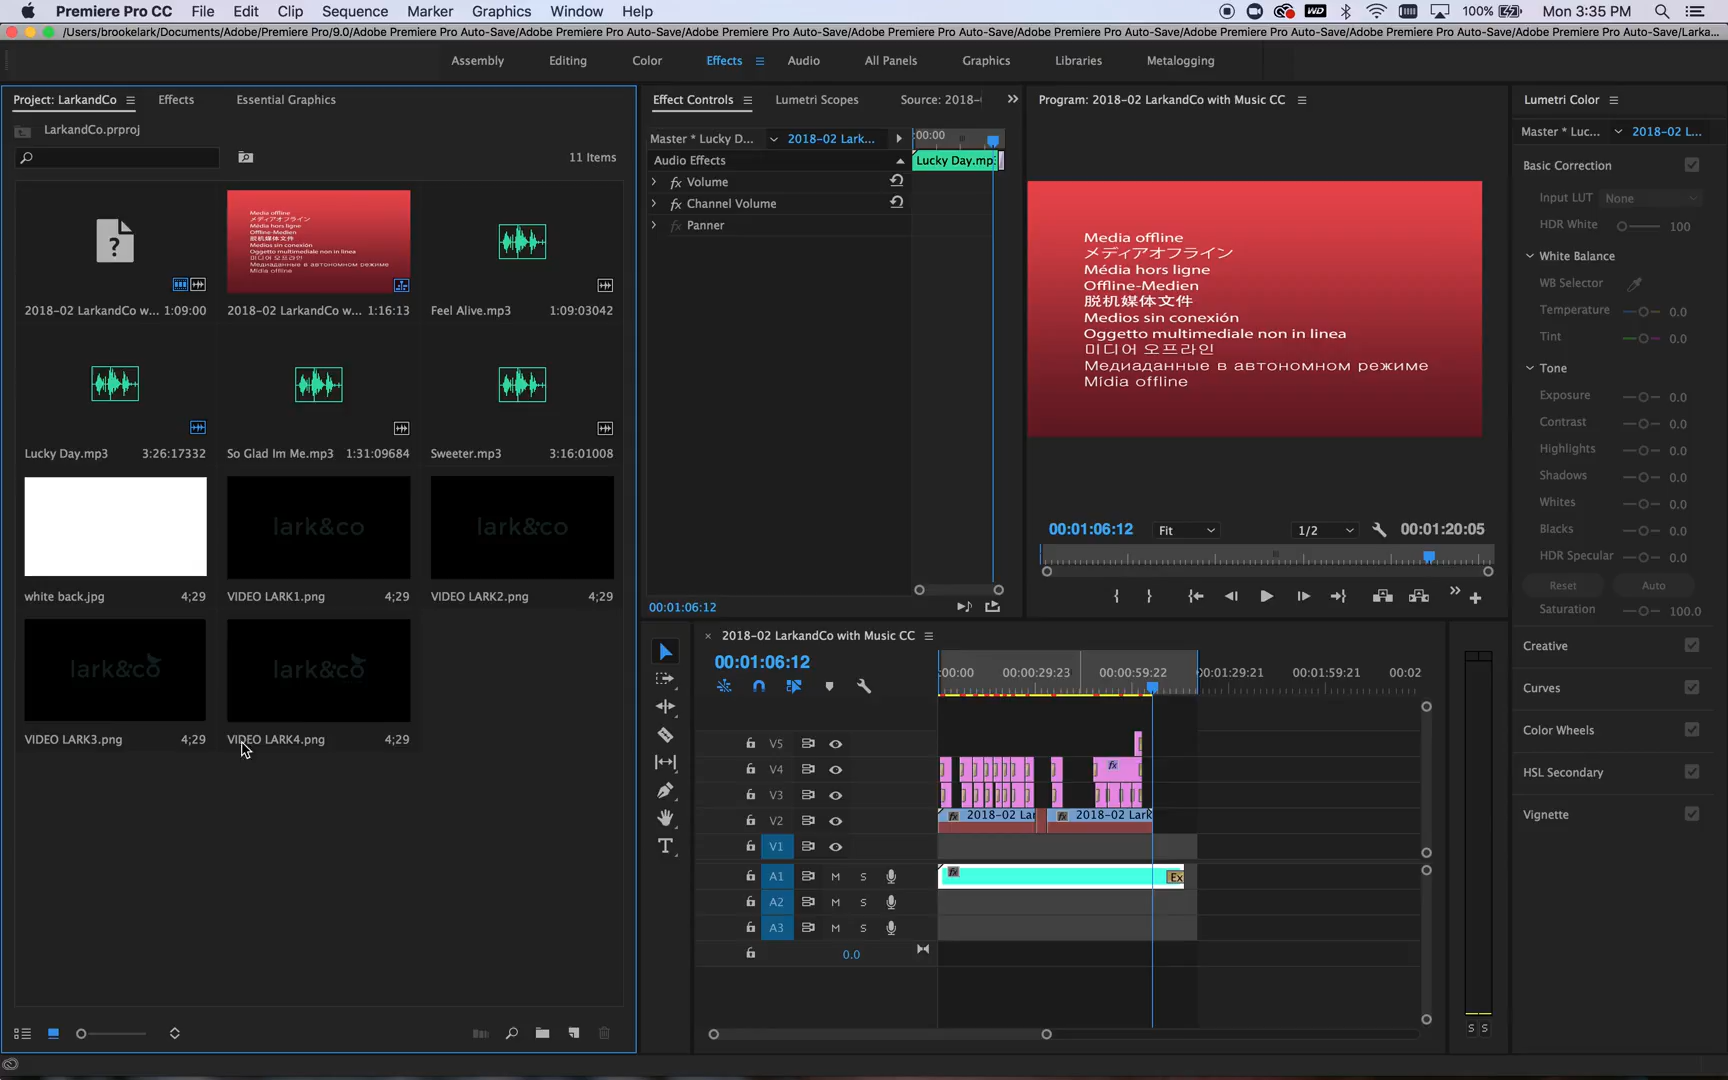 Premiere Pro CC File Edit Clip Sequence Marker Graphics Window Help 100% Mon 3:35 PM
/Users/brookelark/Documents/Adobe/Premiere Pro/9.0/Adobe Premiere Pro Auto-Save/Adobe Premiere Pro Auto-Save/Adobe Premiere Pro Auto-Save/Adobe Premiere Pro Auto-Save/Adobe Premiere Pro Auto-Save/Adobe Premiere Pro Auto-Save/Adobe Premiere Pro Auto-Save/Larka...
Assembly Editing Color Effects Audio All Panels Graphics Libraries Metalogging
Project: LarkandCo Effects Essential Graphics
LarkandCo.prproj
11 Items
2018-02 LarkandCo w... 1:09:00
2018-02 LarkandCo w... 1:16:13
Feel Alive.mp3 1:09:03042
Lucky Day.mp3 3:26:17332
So Glad Im Me.mp3 1:31:09684
Sweeter.mp3 3:16:01008
lark&co
lark&co
white back.jpg 4;29
VIDEO LARK1.png 4;29
VIDEO LARK2.png 4;29
lark&co
lark&co
VIDEO LARK3.png 4;29
VIDEO LARK4.png 4;29
Effect Controls Lumetri Scopes Source: 2018-
Master * Lucky D... 2018-02 Lark... :00:00
Audio Effects Lucky Day.mp3
fx Volume
fx Channel Volume
fx Panner
00:01:06:12
Program: 2018-02 LarkandCo with Music CC
Media offline
メディアオフライン
Média hors ligne
Offline-Medien
脱机媒体文件
Medios sin conexión
Oggetto multimediale non in linea
미디어 오프라인
Медиаданные в автономном режиме
Mídia offline
00:01:06:12 Fit 1/2 00:01:20:05
2018-02 LarkandCo with Music CC
00:01:06:12
:00:00 00:00:29:23 00:00:59:22 00:01:29:21 00:01:59:21 00:02
V5
V4 fx
V3
V2 fx 2018-02 Lar fx 2018-02 Lark
V1
A1 M S fx Ex
A2 M S
A3 M S
0.0
S S
Lumetri Color
Master * Luc... 2018-02 L...
Basic Correction
Input LUT None
HDR White 100
White Balance
WB Selector
Temperature 0.0
Tint 0.0
Tone
Exposure 0.0
Contrast 0.0
Highlights 0.0
Shadows 0.0
Whites 0.0
Blacks 0.0
HDR Specular 0.0
Reset Auto
Saturation 100.0
Creative
Curves
Color Wheels
HSL Secondary
Vignette